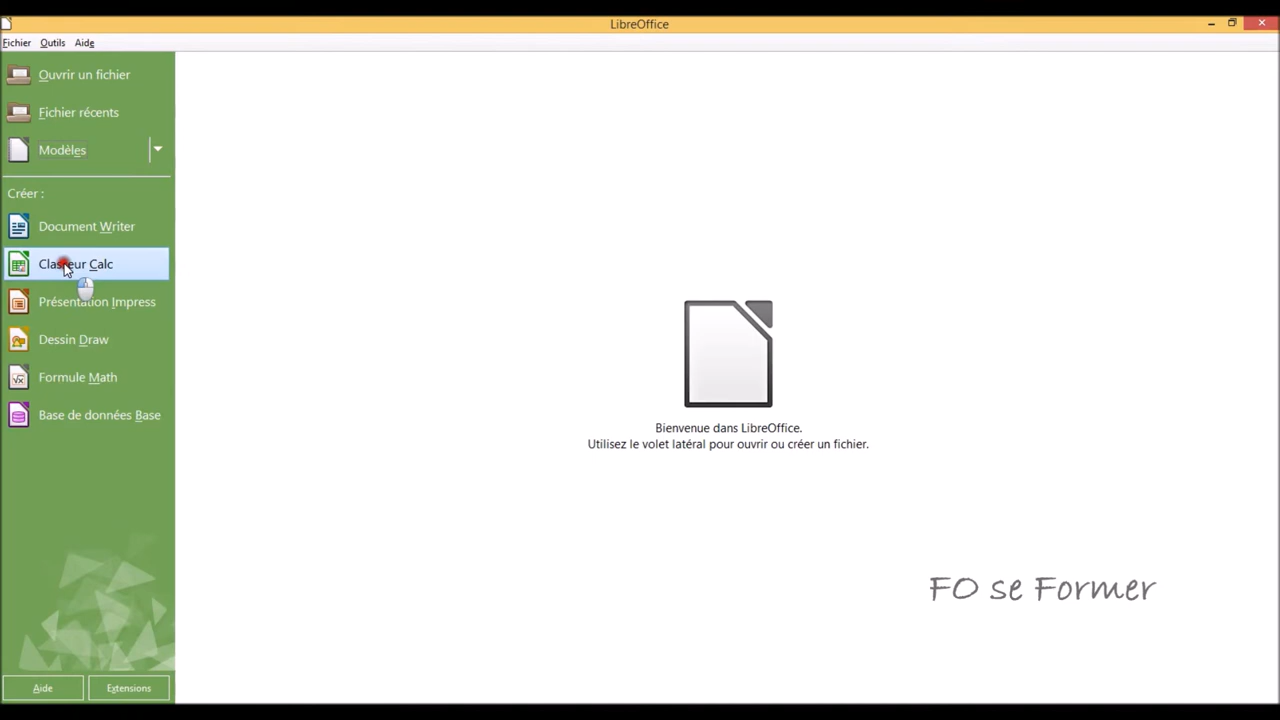 LibreOffice
Fichier Outils Aide
Ouvrir un fichier
Fichier récents
Modèles
Créer :
Document Writer
Classeur Calc
Présentation Impress
Dessin Draw
Formule Math
Base de données Base
Bienvenue dans LibreOffice.
Utilisez le volet latéral pour ouvrir ou créer un fichier.
FO se Former
Aide Extensions